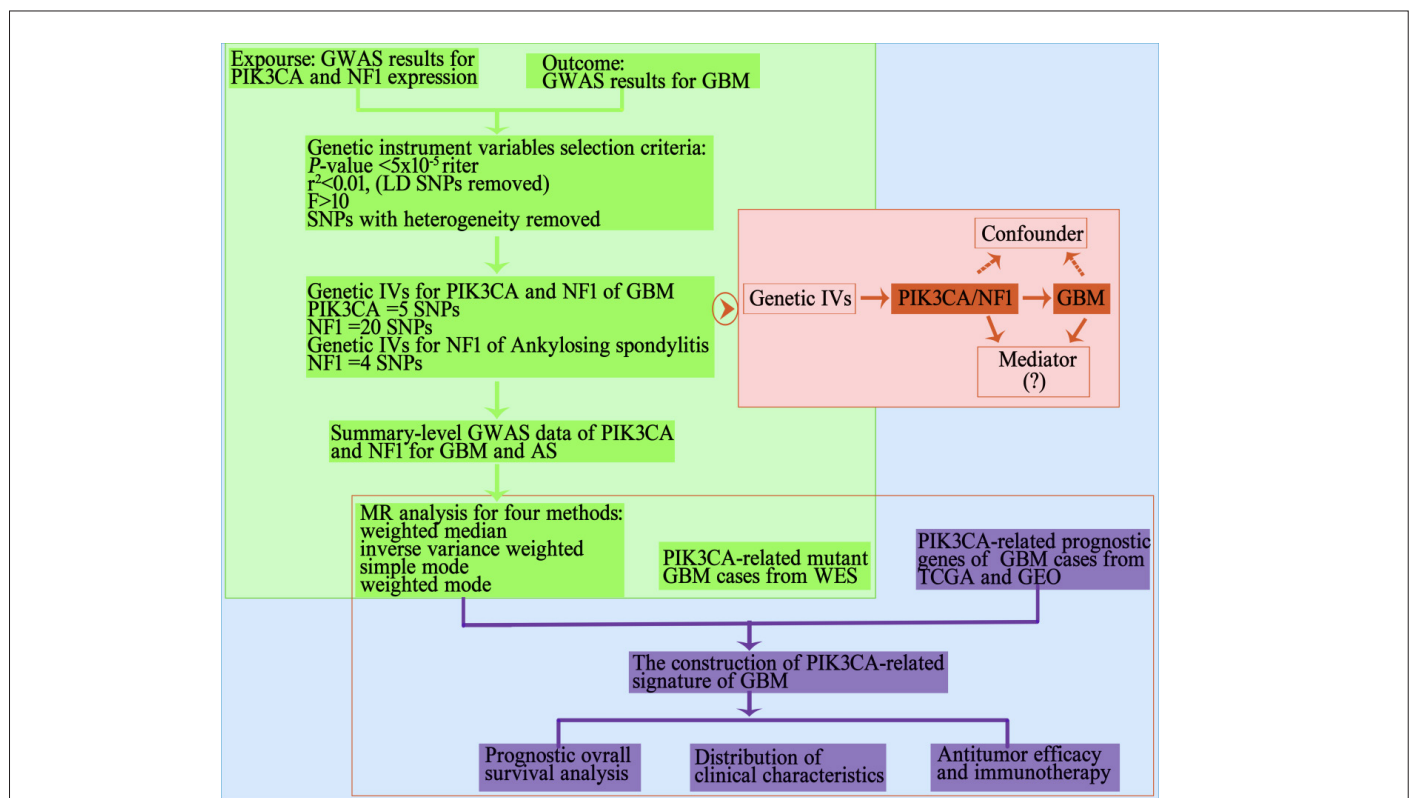 Expourse: GWAS results for
PIK3CA and NF1 expression
Outcome:
GWAS results for GBM
Genetic instrument variables selection criteria:
P-value <5x10⁻⁵ riter
r²<0.01, (LD SNPs removed)
F>10
SNPs with heterogeneity removed
Genetic IVs for PIK3CA and NF1 of GBM
PIK3CA =5 SNPs
NF1 =20 SNPs
Genetic IVs for NF1 of Ankylosing spondylitis
NF1 =4 SNPs
Confounder
Genetic IVs
PIK3CA/NF1
GBM
Mediator
(?)
Summary-level GWAS data of PIK3CA
and NF1 for GBM and AS
MR analysis for four methods:
weighted median
inverse variance weighted
simple mode
weighted mode
PIK3CA-related mutant
GBM cases from WES
PIK3CA-related prognostic
genes of GBM cases from
TCGA and GEO
The construction of PIK3CA-related
signature of GBM
Prognostic ovrall
survival analysis
Distribution of
clinical characteristics
Antitumor efficacy
and immunotherapy